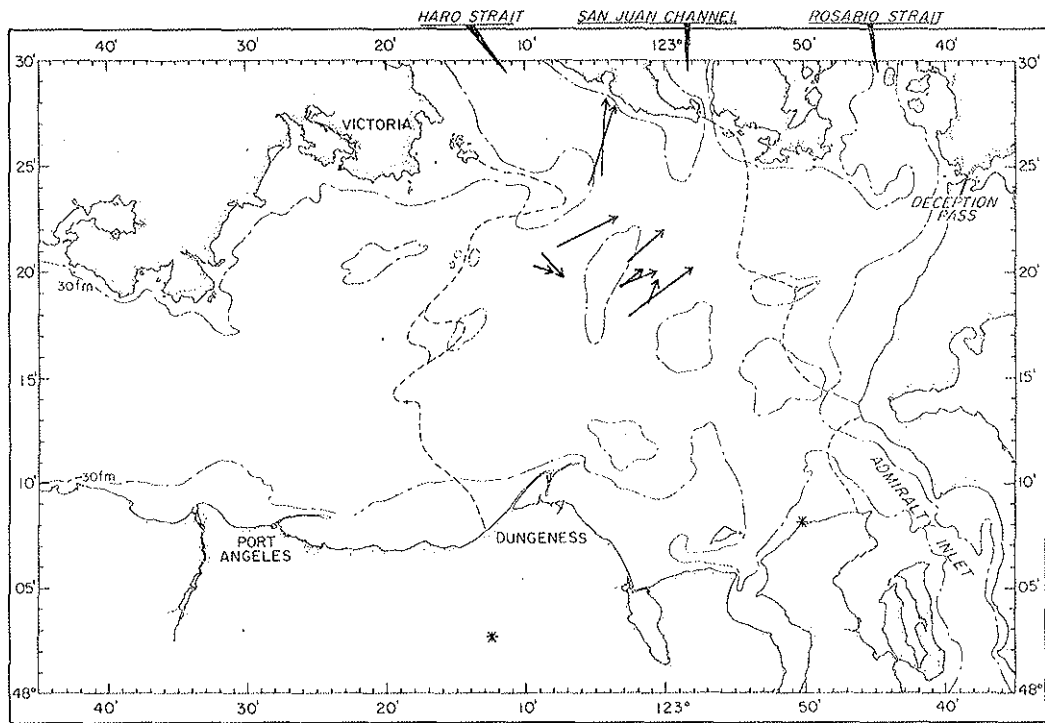 HARO STRAIT SAN JUAN CHANNEL ROSARIO STRAIT
40' 30' 20' 10' 123° 50' 40'
30' 30'
VICTORIA
25' 25'
DECEPTION
PASS
20' 20'
30fm
15' 15'
30fm
10' 10'
ADMIRALTY
INLET
PORT
ANGELES
DUNGENESS
05' 05'
48° 48°
40' 30' 20' 10' 123° 50' 40'